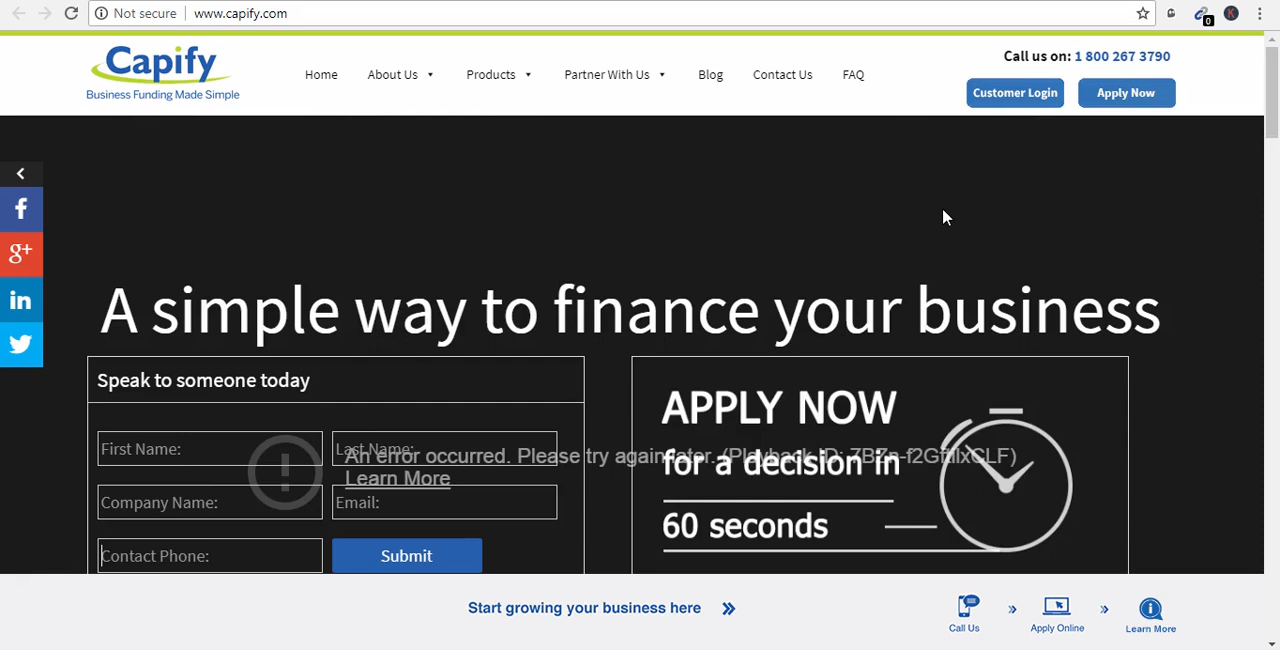 Not secure | www.capify.com
0
K
Capify
Business Funding Made Simple
Home About Us Products Partner With Us Blog Contact Us FAQ
Call us on: 1 800 267 3790
Customer Login Apply Now
f
g+
in
A simple way to finance your business
Speak to someone today
First Name: Last Name:
Company Name: Email:
Contact Phone: Submit
An error occurred. Please try again later. (Playback ID:
Learn More
APPLY NOW
for a decision in
60 seconds
Start growing your business here »
Call Us » Apply Online » Learn More